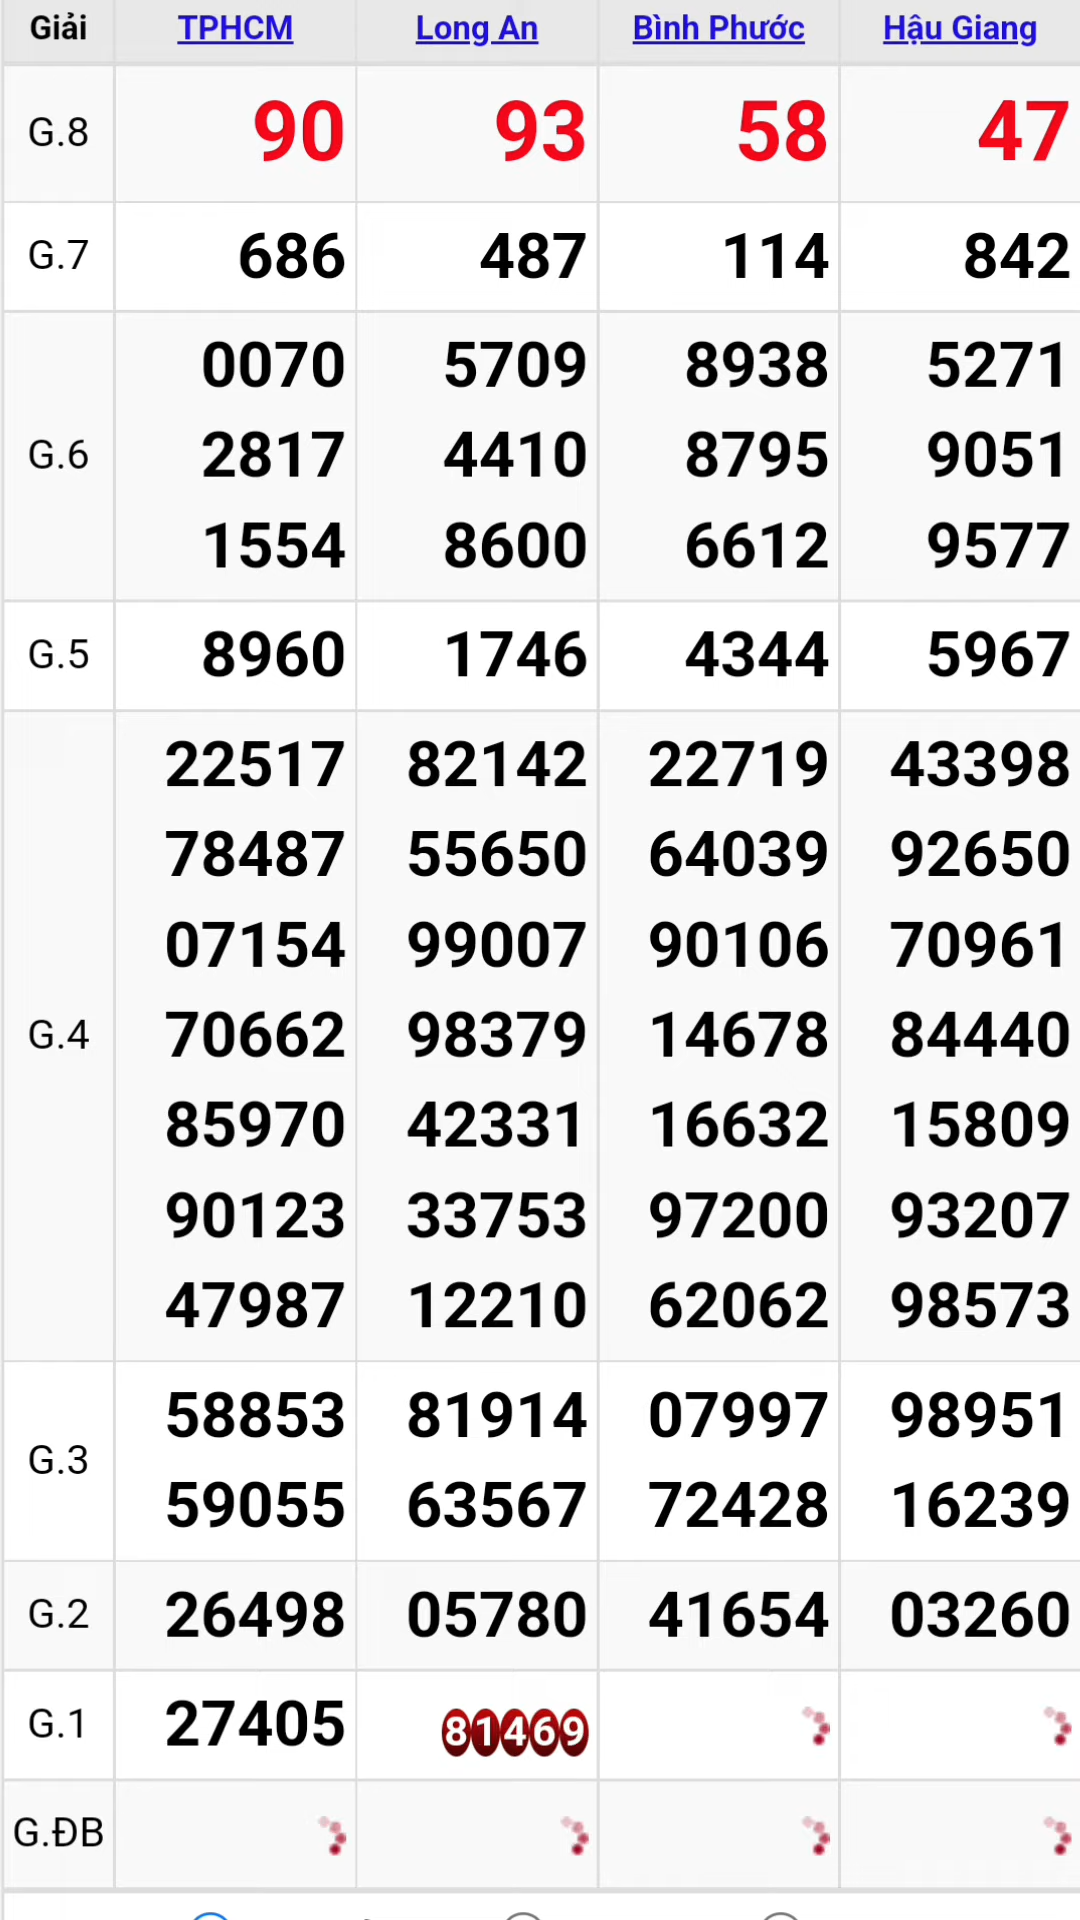 Giải TPHCM Long An Bình Phước Hậu Giang
G.8 90 93 58 47
G.7 686 487 114 842
0070 5709 8938 5271
G.6 2817 4410 8795 9051
1554 8600 6612 9577
G.5 8960 1746 4344 5967
22517 82142 22719 43398
78487 55650 64039 92650
07154 99007 90106 70961
G.4 70662 98379 14678 84440
85970 42331 16632 15809
90123 33753 97200 93207
47987 12210 62062 98573
58853 81914 07997 98951
G.3
59055 63567 72428 16239
G.2 26498 05780 41654 03260
G.1 27405 81469
G.ĐB